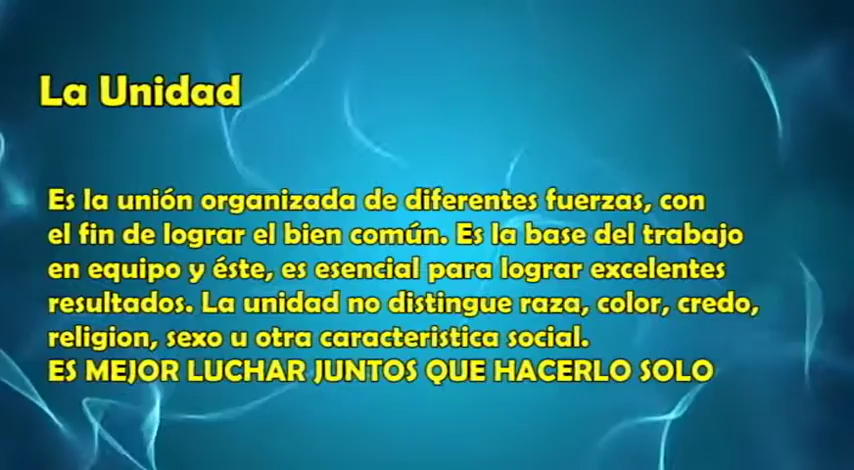 La Unidad
Es la unión organizada de diferentes fuerzas, con
el fin de lograr el bien común. Es la base del trabajo
en equipo y éste, es esencial para lograr excelentes
resultados. La unidad no distingue raza, color, credo,
religion, sexo u otra caracteristica social.
ES MEJOR LUCHAR JUNTOS QUE HACERLO SOLO